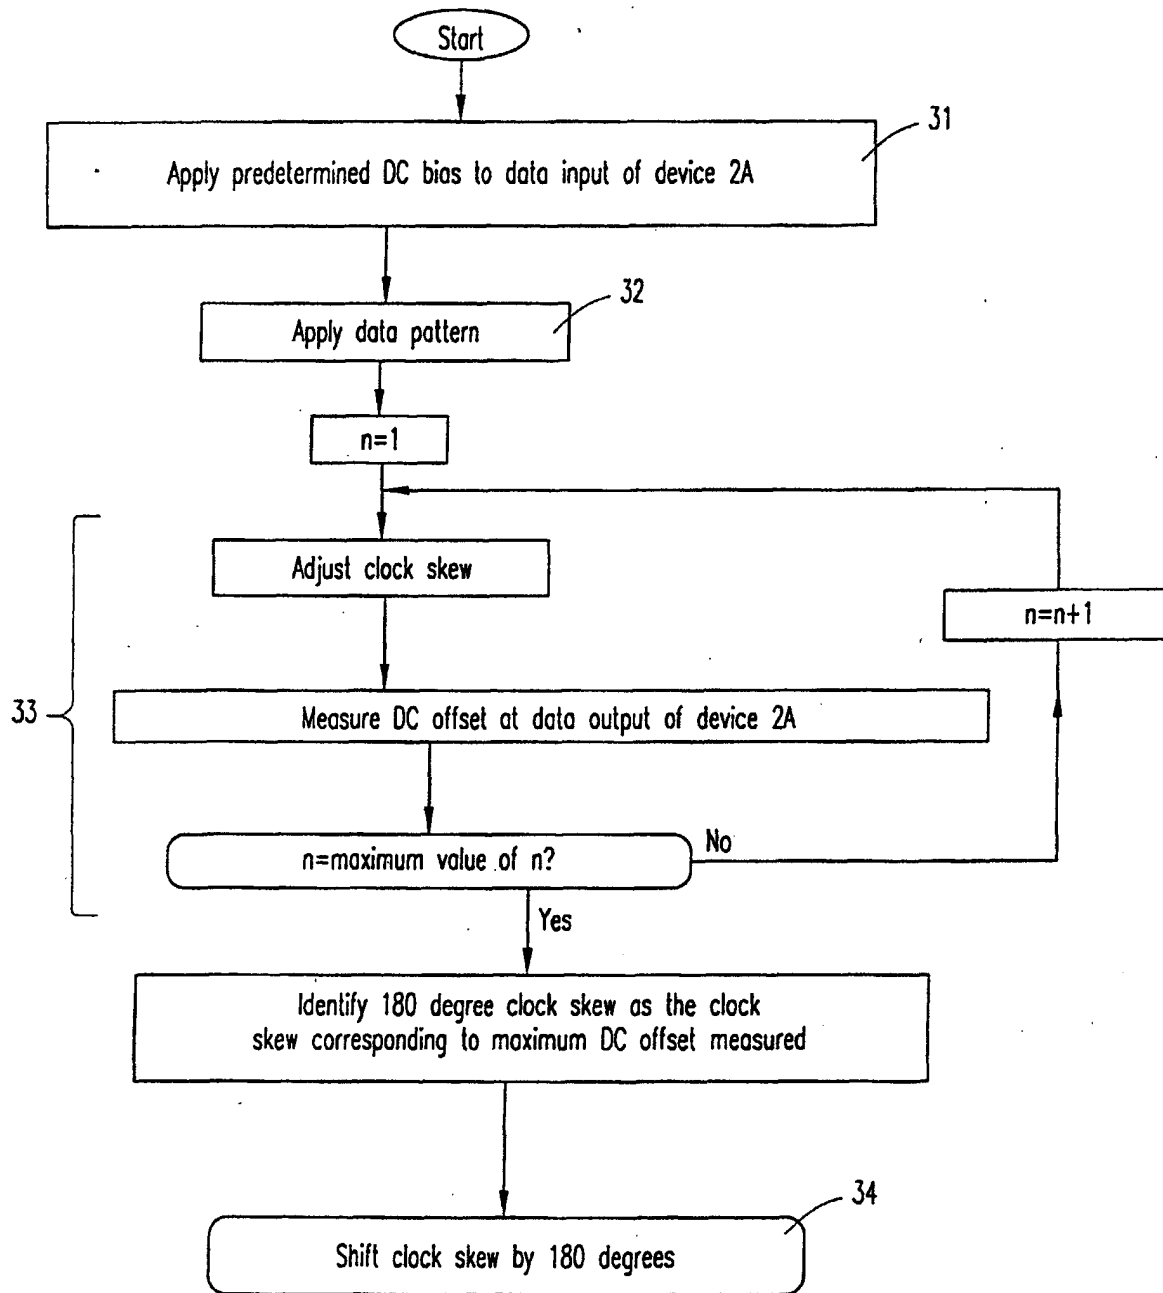 Start
31
Apply predetermined DC bias to data input of device 2A
32
Apply data pattern
n=1
Adjust clock skew
n=n+1
33
Measure DC offset at data output of device 2A
n=maximum value of n?
No
Yes
Identify 180 degree clock skew as the clock
skew corresponding to maximum DC offset measured
34
Shift clock skew by 180 degrees